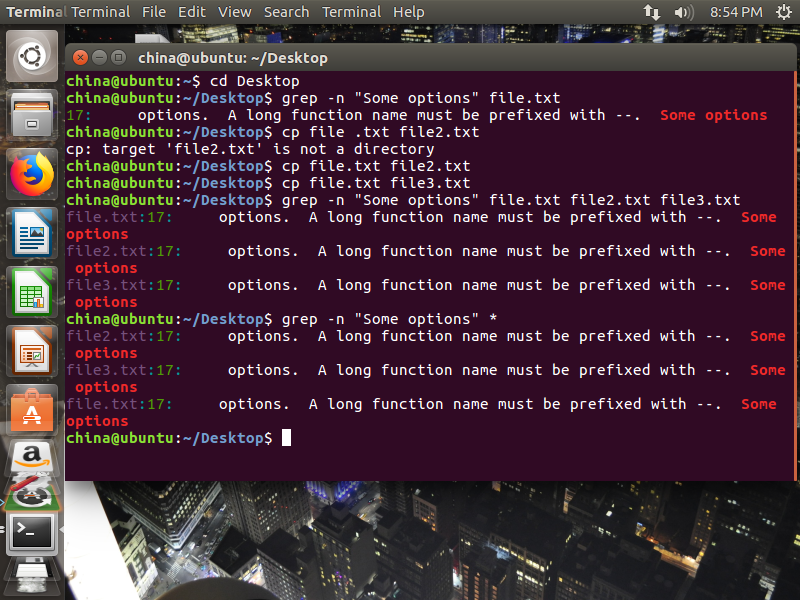 Terminal Terminal File Edit View Search Terminal Help 8:54 PM
china@ubuntu: ~/Desktop
china@ubuntu:~$ cd Desktop
china@ubuntu:~/Desktop$ grep -n "Some options" file.txt
17:     options.  A long function name must be prefixed with --.  Some options
china@ubuntu:~/Desktop$ cp file .txt file2.txt
cp: target 'file2.txt' is not a directory
china@ubuntu:~/Desktop$ cp file.txt file2.txt
china@ubuntu:~/Desktop$ cp file.txt file3.txt
china@ubuntu:~/Desktop$ grep -n "Some options" file.txt file2.txt file3.txt
file.txt:17:     options.  A long function name must be prefixed with --.  Some
options
file2.txt:17:     options.  A long function name must be prefixed with --.  Some
 options
file3.txt:17:     options.  A long function name must be prefixed with --.  Some
 options
china@ubuntu:~/Desktop$ grep -n "Some options" *
file2.txt:17:     options.  A long function name must be prefixed with --.  Some
 options
file3.txt:17:     options.  A long function name must be prefixed with --.  Some
 options
file.txt:17:     options.  A long function name must be prefixed with --.  Some
options
china@ubuntu:~/Desktop$